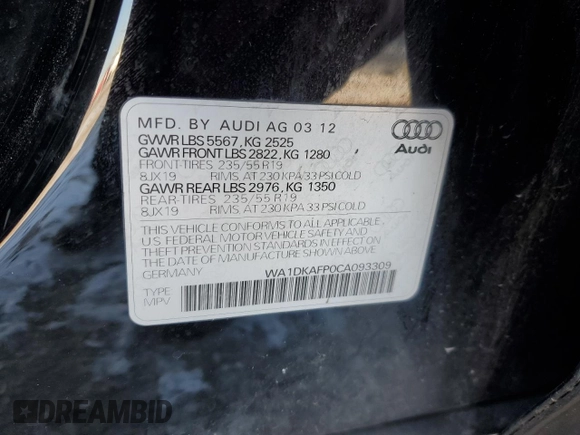 MFD. BY AUDI AG 03 12
GVWR LBS 5567, KG 2525
GAWR FRONT LBS 2822, KG 1280
FRONT-TIRES 235/55 R19
8JX19 RIMS, AT 230 KPA/33 PSI COLD
GAWR REAR LBS 2976, KG 1350
REAR-TIRES 235/55 R19
8JX19 RIMS, AT 230 KPA/33 PSI COLD
THIS VEHICLE CONFORMS TO ALL APPLICABLE
U.S FEDERAL MOTOR VEHICLE SAFETY AND
THEFT PREVENTION STANDARDS IN EFFECT ON
THE DATE OF MANUFACTURE SHOWN ABOVE.
GERMANY WA1DKAFP0CA093309
TYPE
MPV
Audi
DREAMBID